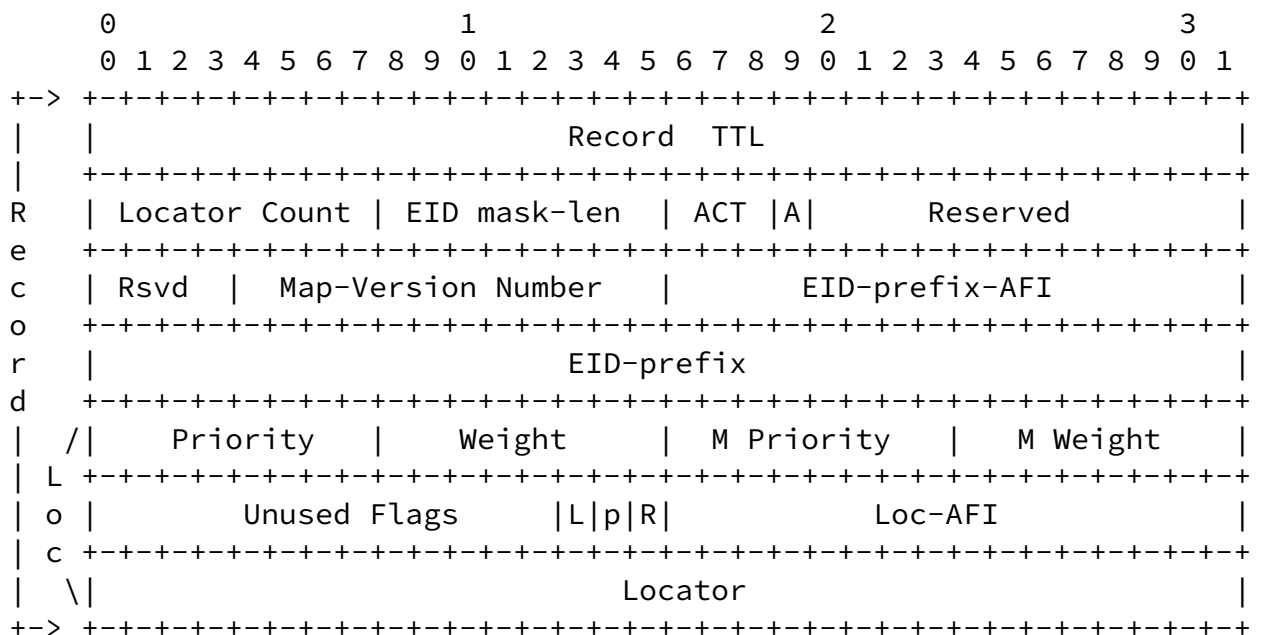 0                   1                   2                   3
     0 1 2 3 4 5 6 7 8 9 0 1 2 3 4 5 6 7 8 9 0 1 2 3 4 5 6 7 8 9 0 1
+-> +-+-+-+-+-+-+-+-+-+-+-+-+-+-+-+-+-+-+-+-+-+-+-+-+-+-+-+-+-+-+-+-+
|   |                          Record  TTL                          |
|   +-+-+-+-+-+-+-+-+-+-+-+-+-+-+-+-+-+-+-+-+-+-+-+-+-+-+-+-+-+-+-+-+
R   | Locator Count | EID mask-len  | ACT |A|      Reserved         |
e   +-+-+-+-+-+-+-+-+-+-+-+-+-+-+-+-+-+-+-+-+-+-+-+-+-+-+-+-+-+-+-+-+
c   | Rsvd  |  Map-Version Number   |       EID-prefix-AFI          |
o   +-+-+-+-+-+-+-+-+-+-+-+-+-+-+-+-+-+-+-+-+-+-+-+-+-+-+-+-+-+-+-+-+
r   |                          EID-prefix                           |
d   +-+-+-+-+-+-+-+-+-+-+-+-+-+-+-+-+-+-+-+-+-+-+-+-+-+-+-+-+-+-+-+-+
|  /|    Priority   |    Weight     |  M Priority   |   M Weight    |
| L +-+-+-+-+-+-+-+-+-+-+-+-+-+-+-+-+-+-+-+-+-+-+-+-+-+-+-+-+-+-+-+-+
| o |        Unused Flags     |L|p|R|           Loc-AFI             |
| c +-+-+-+-+-+-+-+-+-+-+-+-+-+-+-+-+-+-+-+-+-+-+-+-+-+-+-+-+-+-+-+-+
|  \|                             Locator                           |
+-> +-+-+-+-+-+-+-+-+-+-+-+-+-+-+-+-+-+-+-+-+-+-+-+-+-+-+-+-+-+-+-+-+